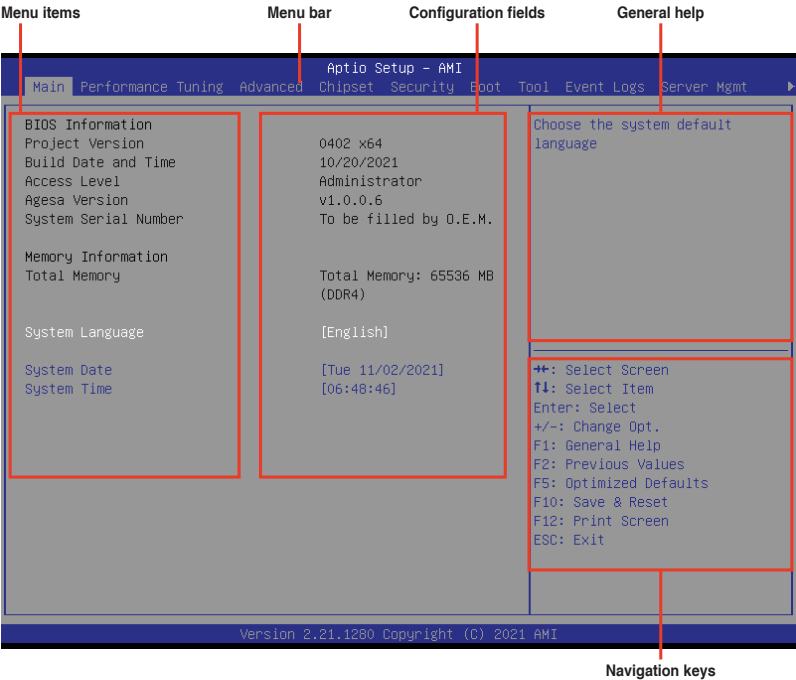 Menu items Menu bar Configuration fields General help
Aptio Setup – AMI
Main Performance Tuning Advanced Chipset Security Boot Tool Event Logs Server Mgmt
BIOS Information
Project Version 0402 x64
Build Date and Time 10/20/2021
Access Level Administrator
Agesa Version v1.0.0.6
System Serial Number To be filled by O.E.M.
Memory Information
Total Memory Total Memory: 65536 MB
(DDR4)
System Language [English]
System Date [Tue 11/02/2021]
System Time [06:48:46]
Choose the system default
language
→←: Select Screen
↑↓: Select Item
Enter: Select
+/-: Change Opt.
F1: General Help
F2: Previous Values
F5: Optimized Defaults
F10: Save & Reset
F12: Print Screen
ESC: Exit
Version 2.21.1280 Copyright (C) 2021 AMI
Navigation keys